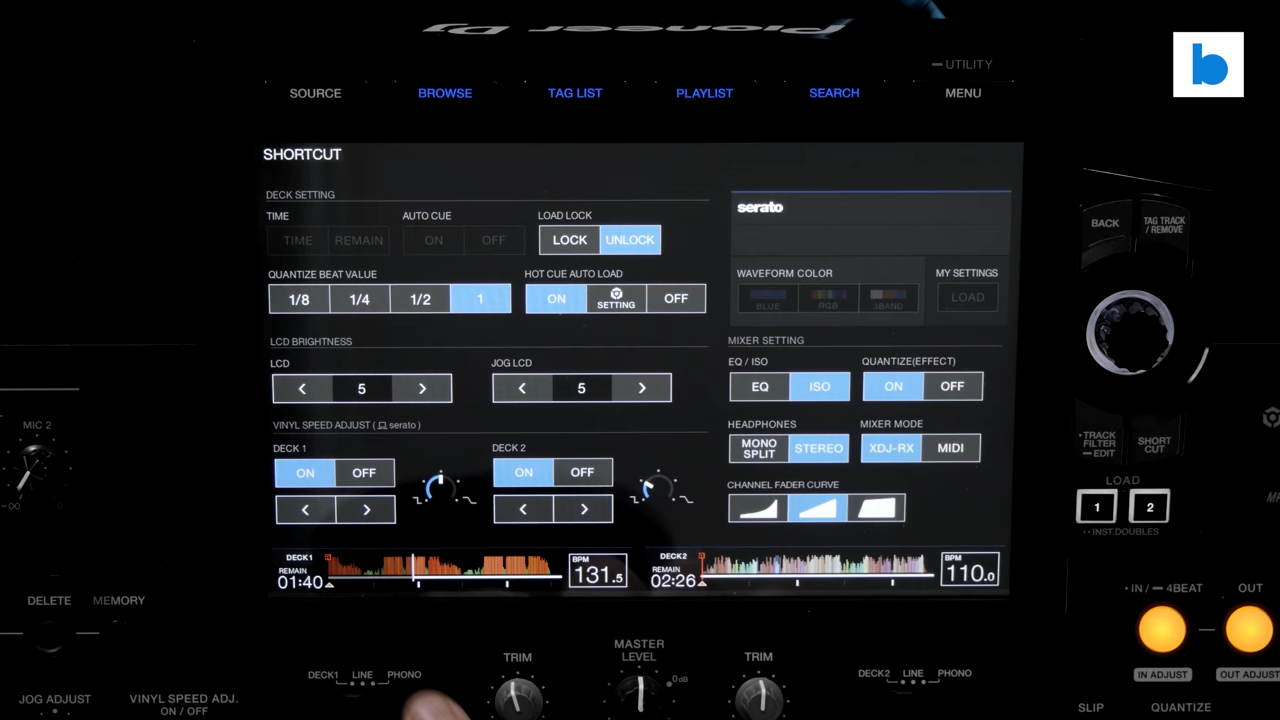 Pioneer Dj
UTILITY
SOURCE
BROWSE
TAG LIST
PLAYLIST
SEARCH
MENU
b
SHORTCUT
DECK SETTING
TIME
AUTO CUE
LOAD LOCK
TIME REMAIN
ON OFF
LOCK UNLOCK
QUANTIZE BEAT VALUE
HOT CUE AUTO LOAD
1/8 1/4 1/2 1
ON SETTING OFF
serato
WAVEFORM COLOR
MY SETTINGS
BLUE RGB 3BAND
LOAD
LCD BRIGHTNESS
LCD
JOG LCD
< 5 >
< 5 >
MIXER SETTING
EQ / ISO
QUANTIZE(EFFECT)
EQ ISO
ON OFF
HEADPHONES
MIXER MODE
MONO SPLIT STEREO
XDJ-RX MIDI
CHANNEL FADER CURVE
VINYL SPEED ADJUST ( serato )
DECK 1
DECK 2
ON OFF
ON OFF
< >
< >
DECK1
REMAIN
01:40
BPM
131.5
DECK2
REMAIN
02:26
BPM
110.0
BACK
TAG TRACK
/ REMOVE
TRACK
FILTER
EDIT
SHORT
CUT
LOAD
1 2
INST.DOUBLES
IN / 4BEAT
OUT
IN ADJUST
OUT ADJUST
SLIP
QUANTIZE
MIC 2
-∞
DELETE
MEMORY
JOG ADJUST
VINYL SPEED ADJ.
ON / OFF
DECK1 LINE PHONO
TRIM
MASTER
LEVEL
0dB
TRIM
DECK2 LINE PHONO